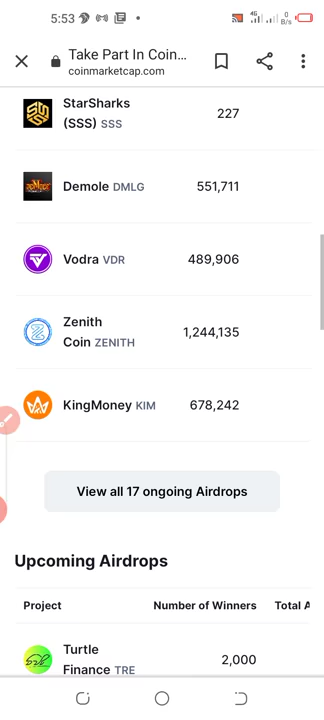 5:53
4G
0
B/s
Take Part In Coin...
coinmarketcap.com
StarSharks
(SSS) SSS
227
Demole DMLG
551,711
Vodra VDR
489,906
Zenith
Coin ZENITH
1,244,135
KingMoney KIM
678,242
View all 17 ongoing Airdrops
Upcoming Airdrops
Project Number of Winners Total A
Turtle
Finance TRE
2,000